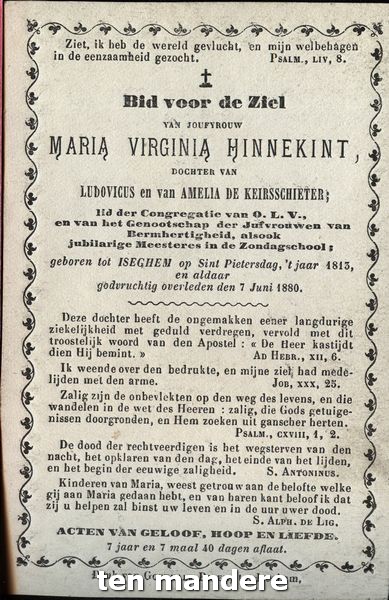 Ziet, ik heb de wereld gevlucht, en mijn welbehagen
in de eenzaamheid gezocht. PSALM., LIV, 8.
Bid voor de Ziel
VAN JOUFVROUW
MARIA VIRGINIA HINNEKINT,
DOCHTER VAN
LUDOVICUS en van AMELIA DE KEIRSSCHIETER;
lid der Congregatie van O. L. V.,
en van het Genootschap der Jufvrouwen van
Bermhertigheid, alsook
jubilarige Meesteres in de Zondagschool;
geboren tot ISEGHEM op Sint Pietersdag, 't jaar 1813,
en aldaar
godvruchtig overleden den 7 Juni 1880.
Deze dochter heeft de ongemakken eener langdurige
ziekelijkheid met geduld verdregen, vervold met dit
troostelijk woord van den Apostel : « De Heer kastijdt
dien Hij bemint. » AD HEBR., XII, 6.
Ik weende over den bedrukte, en mijne ziel had mede-
lijden met den arme. JOB, XXX, 25.
Zalig zijn de onbevlekten op den weg des levens, en die
wandelen in de wet des Heeren : zalig, die Gods getuige-
nissen doorgronden, en Hem zoeken uit ganscher herten.
PSALM., CXVIII, 1, 2.
De dood der rechtveerdigen is het wegsterven van den
nacht, het opklaren van den dag, het einde van het lijden,
en het begin der eeuwige zaligheid. S. ANTONINUS.
Kinderen van Maria, weest getrouw aan de belofte welke
gij aan Maria gedaan hebt, en van haren kant beloof ik dat
zij u helpen zal binst uw leven en in de uur uwer dood.
S. ALPH. DE LIG.
ACTEN VAN GELOOF, HOOP EN LIEFDE.
7 jaar en 7 maal 40 dagen aflaat.
ten mandere